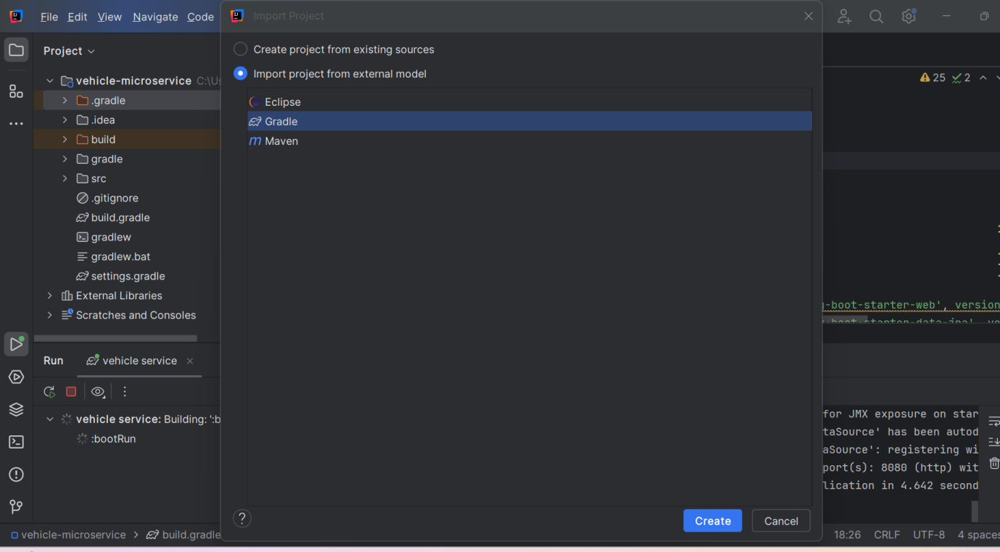 File Edit View Navigate Code
Import Project
Project
Create project from existing sources
Import project from external model
Eclipse
Gradle
Maven
vehicle-microservice C:\Us
.gradle
.idea
build
gradle
src
.gitignore
build.gradle
gradlew
gradlew.bat
settings.gradle
External Libraries
Scratches and Consoles
25 2
-boot-starter-web', version
-boot-starter-data-jpa', ve
Run vehicle service
vehicle service: Building: ':b
:bootRun
for JMX exposure on star
taSource' has been autod
aSource': registering wi
port(s): 8080 (http) wit
lication in 4.642 second
? Create Cancel
vehicle-microservice > build.gradle
18:26 CRLF UTF-8 4 spaces